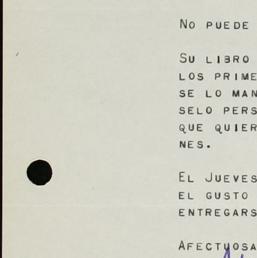 NO PUEDE
SU LIBRO
LOS PRIME
SE LO MAN
SELO PERS
QUE QUIER
NES.
EL JUEVES
EL GUSTO
ENTREGARS
AFECTUOSA